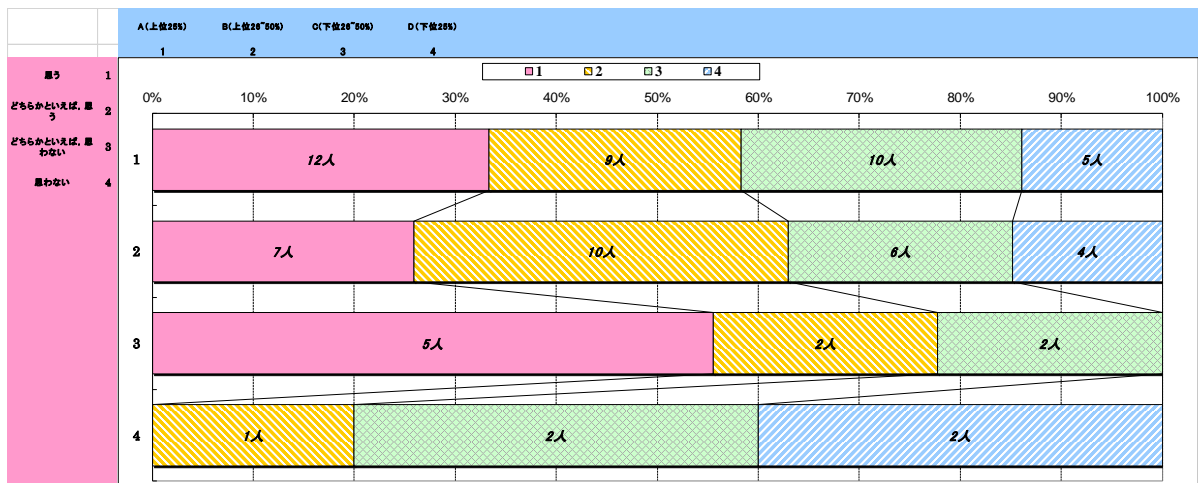 A(上位25%) B(上位26~50%) C(下位26~50%) D(下位25%)
1 2 3 4
思う 1
どちらかといえば、思
う 2
どちらかといえば、思
わない 3
思わない 4
1 2 3 4
0% 10% 20% 30% 40% 50% 60% 70% 80% 90% 100%
1 12人 9人 10人 5人
2 7人 10人 6人 4人
3 5人 2人 2人
4 1人 2人 2人